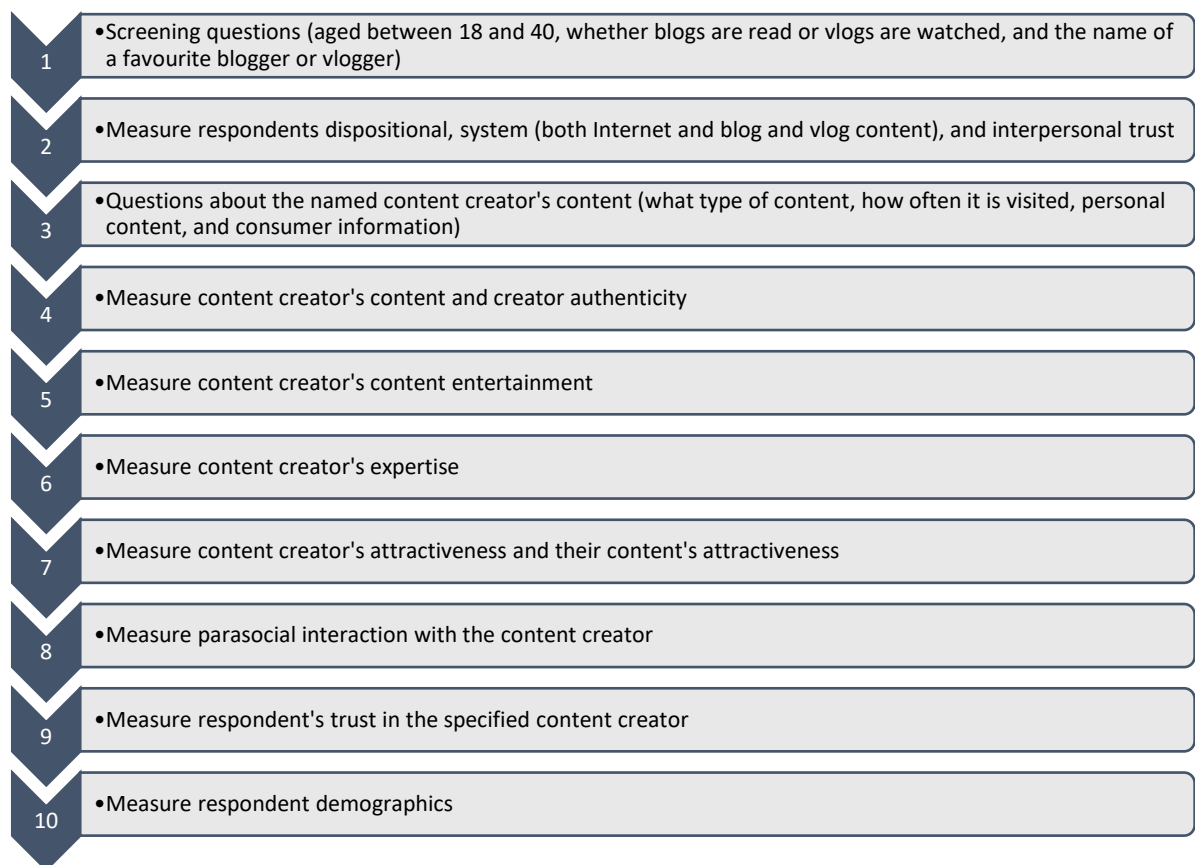 1
•Screening questions (aged between 18 and 40, whether blogs are read or vlogs are watched, and the name of
a favourite blogger or vlogger)
2
•Measure respondents dispositional, system (both Internet and blog and vlog content), and interpersonal trust
3
•Questions about the named content creator's content (what type of content, how often it is visited, personal
content, and consumer information)
4
•Measure content creator's content and creator authenticity
5
•Measure content creator's content entertainment
6
•Measure content creator's expertise
7
•Measure content creator's attractiveness and their content's attractiveness
8
•Measure parasocial interaction with the content creator
9
•Measure respondent's trust in the specified content creator
10
•Measure respondent demographics